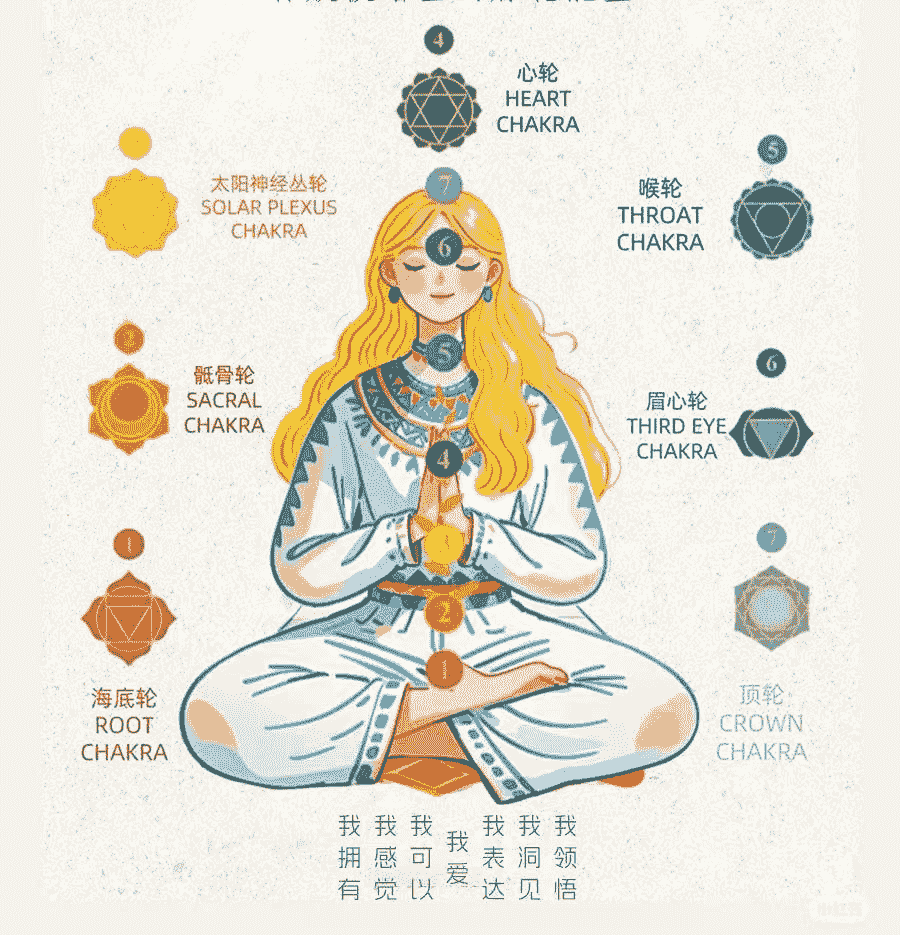 4
心轮
HEART
CHAKRA
太阳神经丛轮
SOLAR PLEXUS
CHAKRA
5
喉轮
THROAT
CHAKRA
7
6
5
4
3
2
1
2
骶骨轮
SACRAL
CHAKRA
6
眉心轮
THIRD EYE
CHAKRA
1
海底轮
ROOT
CHAKRA
7
顶轮
CROWN
CHAKRA
我拥有
我感觉
我可以
我爱
我表达
我洞见
我领悟